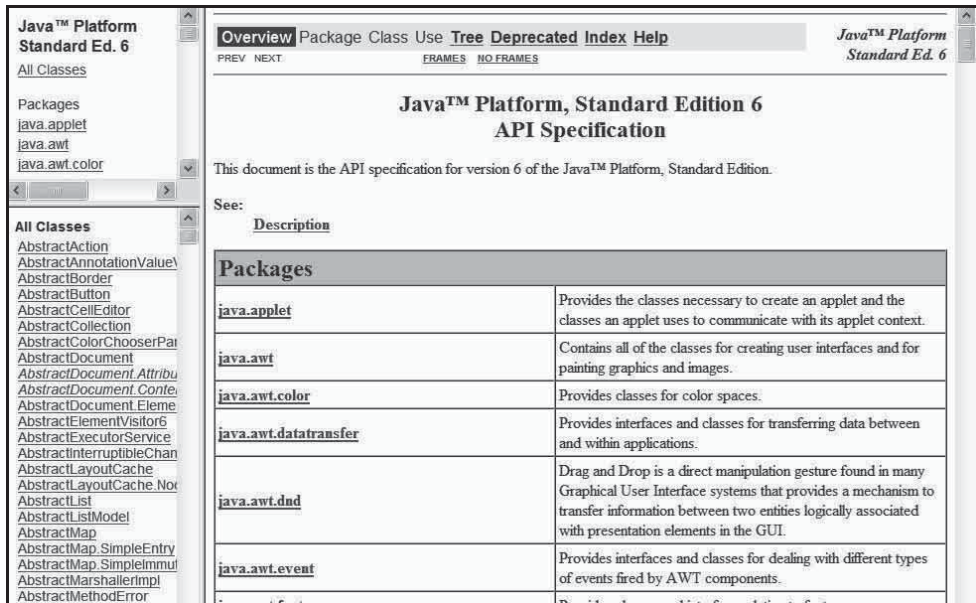 Java™ Platform
Standard Ed. 6
All Classes
Packages
java.applet
java.awt
java.awt.color
All Classes
AbstractAction
AbstractAnnotationValueV
AbstractBorder
AbstractButton
AbstractCellEditor
AbstractCollection
AbstractColorChooserPan
AbstractDocument
AbstractDocument.Attribu
AbstractDocument.Conte
AbstractDocument.Eleme
AbstractElementVisitor6
AbstractExecutorService
AbstractInterruptibleChan
AbstractLayoutCache
AbstractLayoutCache.Nod
AbstractList
AbstractListModel
AbstractMap
AbstractMap.SimpleEntry
AbstractMap.SimpleImmut
AbstractMarshallerImpl
AbstractMethodError
Overview Package Class Use Tree Deprecated Index Help
PREV NEXT FRAMES NO FRAMES
Java™ Platform
Standard Ed. 6
Java™ Platform, Standard Edition 6
API Specification
This document is the API specification for version 6 of the Java™ Platform, Standard Edition.
See:
Description
Packages
java.applet
Provides the classes necessary to create an applet and the
classes an applet uses to communicate with its applet context.
java.awt
Contains all of the classes for creating user interfaces and for
painting graphics and images.
java.awt.color
Provides classes for color spaces.
java.awt.datatransfer
Provides interfaces and classes for transferring data between
and within applications.
java.awt.dnd
Drag and Drop is a direct manipulation gesture found in many
Graphical User Interface systems that provides a mechanism to
transfer information between two entities logically associated
with presentation elements in the GUI.
java.awt.event
Provides interfaces and classes for dealing with different types
of events fired by AWT components.